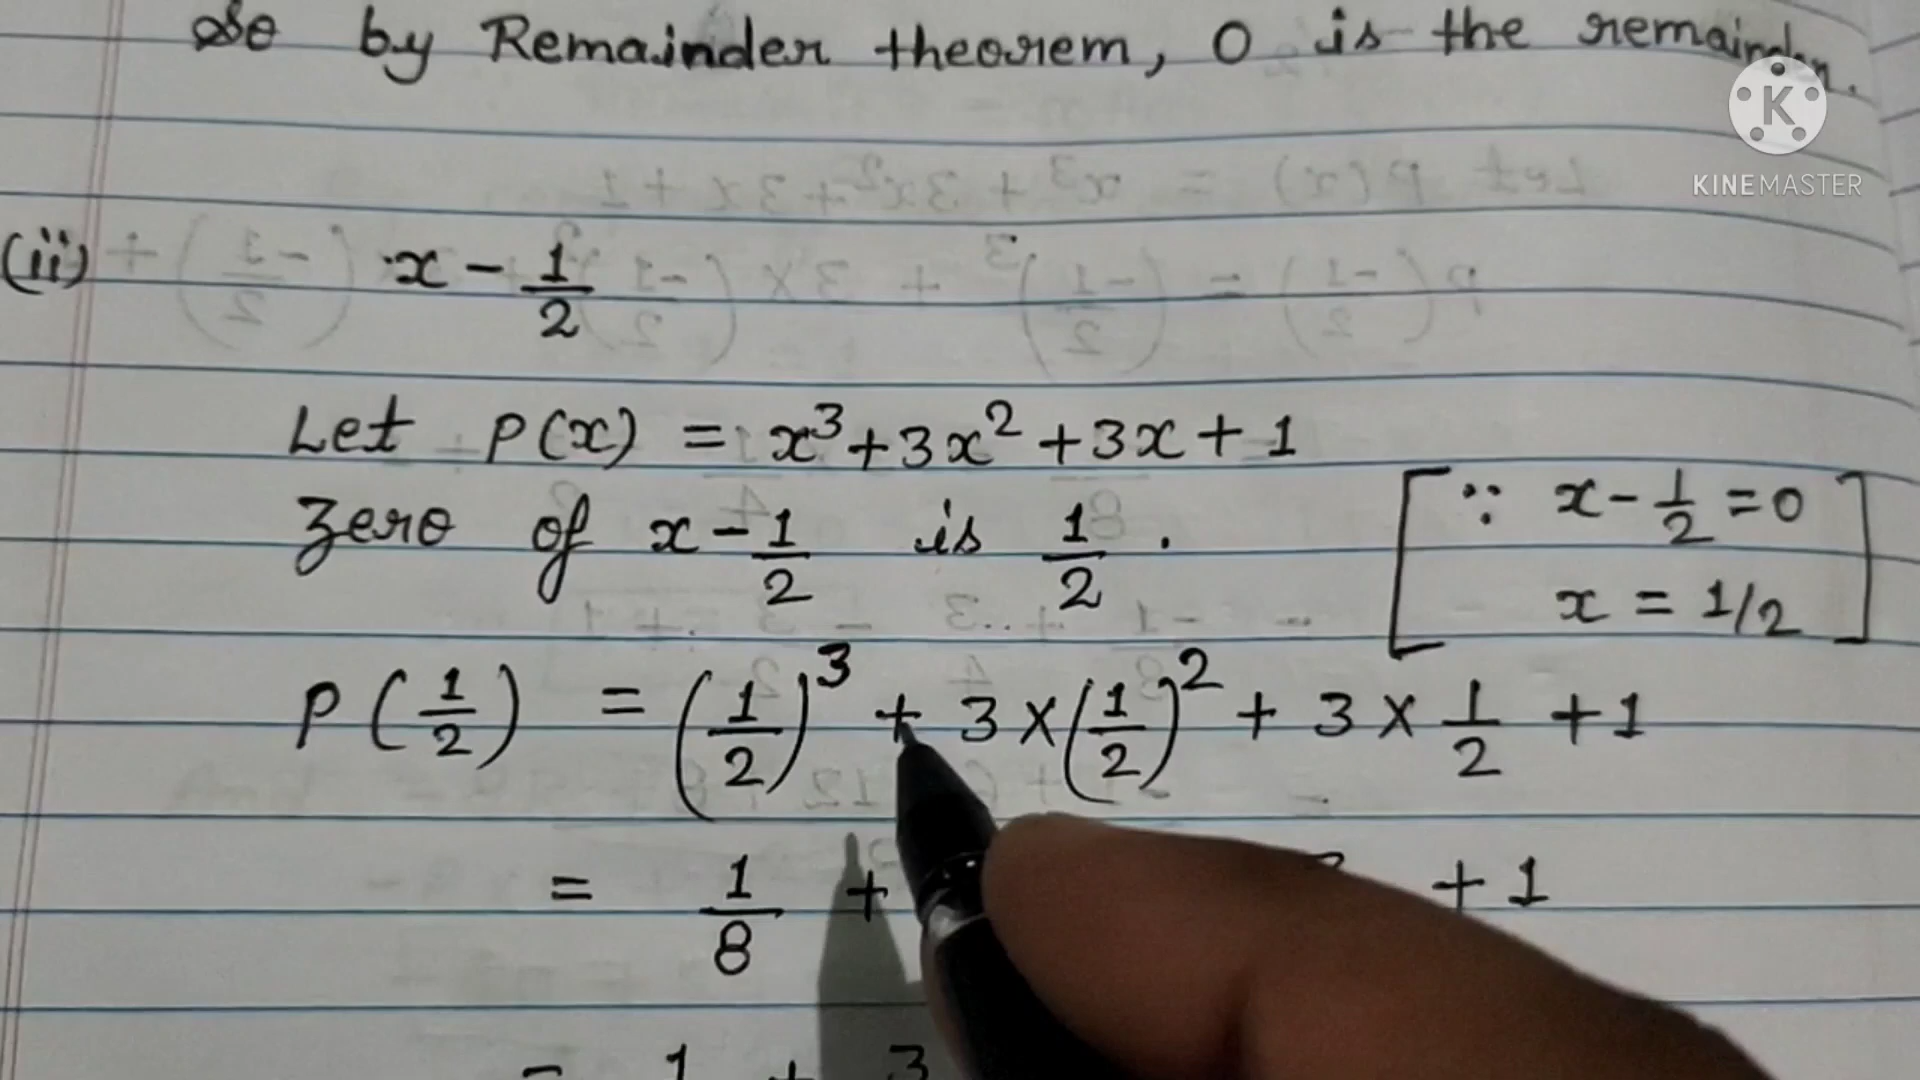 So by Remainder theorem, 0 is the remainder.
KINEMASTER
(ii) x - 1/2
Let P(x) = x³ + 3x² + 3x + 1
Zero of x - 1/2 is 1/2 .
[∵ x - 1/2 = 0
x = 1/2]
P(1/2) = (1/2)³ + 3 × (1/2)² + 3 × 1/2 + 1
= 1/8 + + 1
= 1 + 3